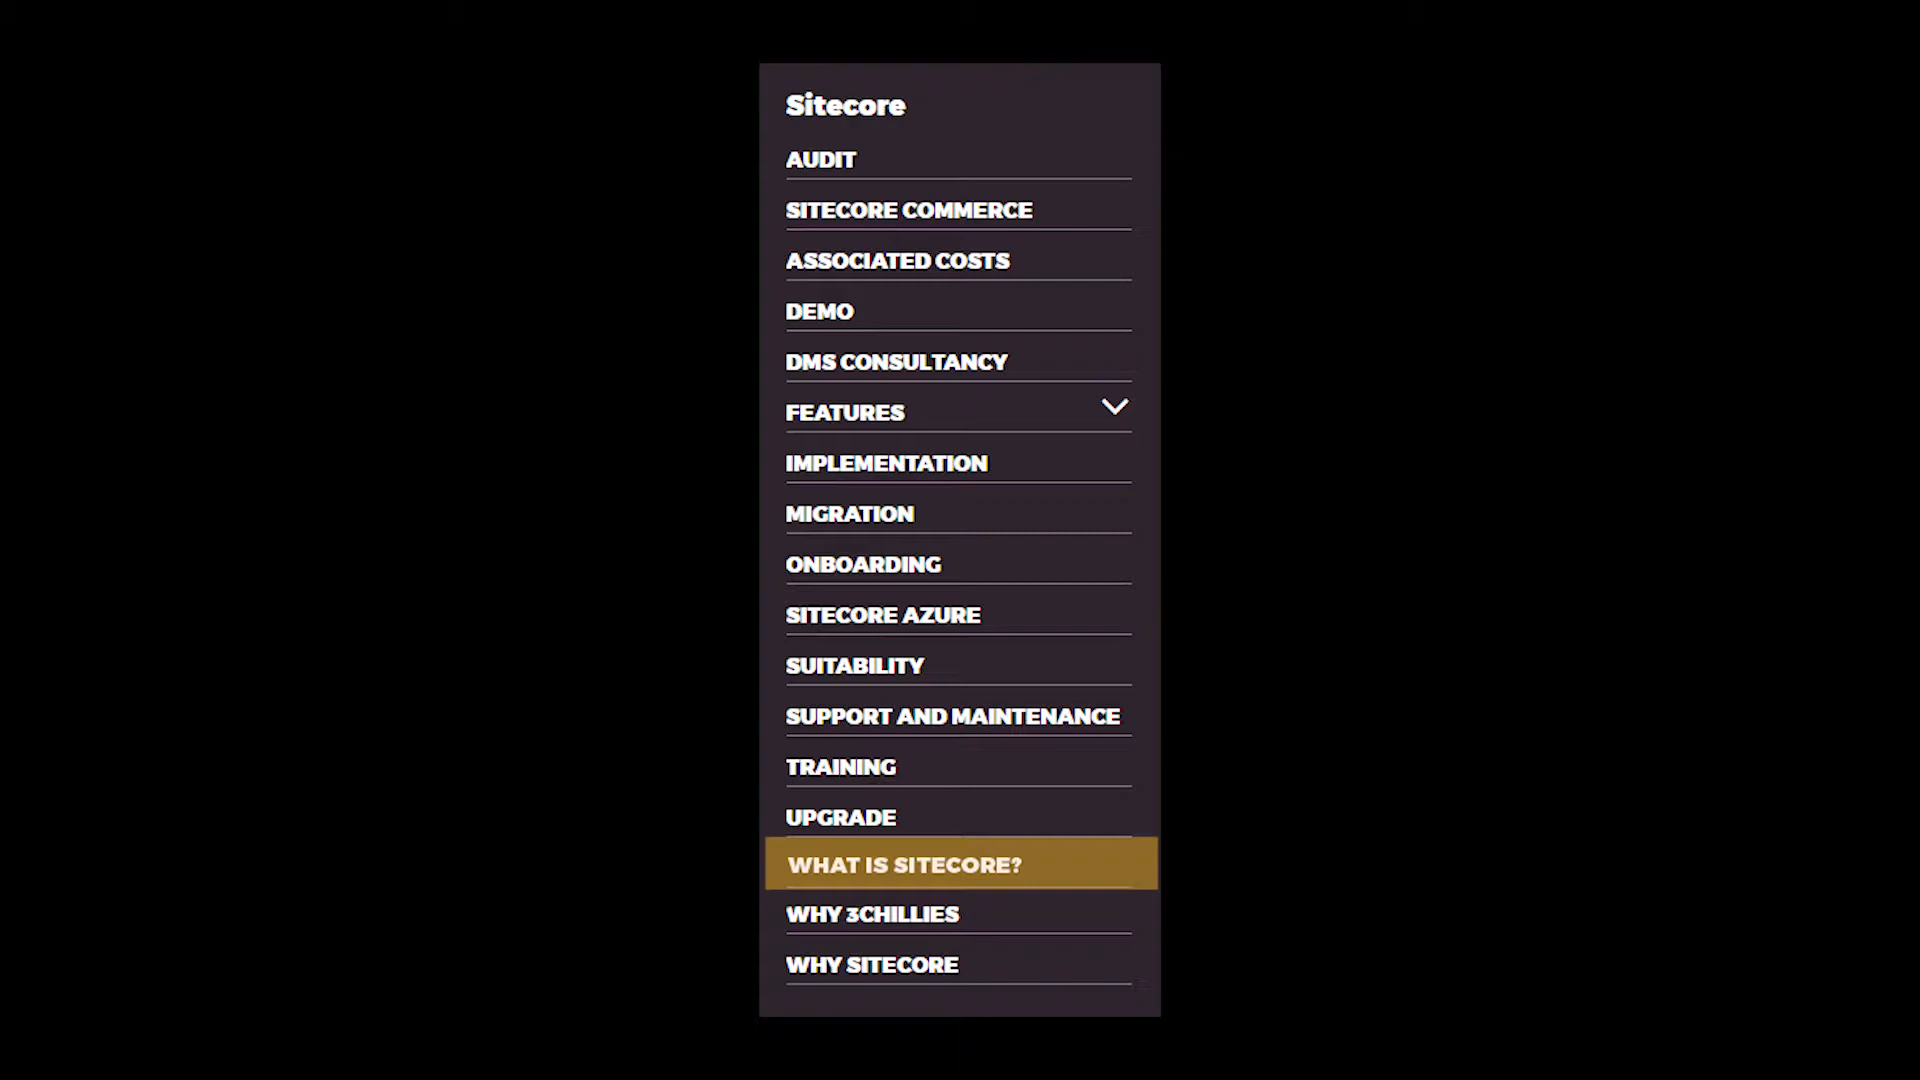 Sitecore
AUDIT
SITECORE COMMERCE
ASSOCIATED COSTS
DEMO
DMS CONSULTANCY
FEATURES
IMPLEMENTATION
MIGRATION
ONBOARDING
SITECORE AZURE
SUITABILITY
SUPPORT AND MAINTENANCE
TRAINING
UPGRADE
WHAT IS SITECORE?
WHY 3CHILLIES
WHY SITECORE